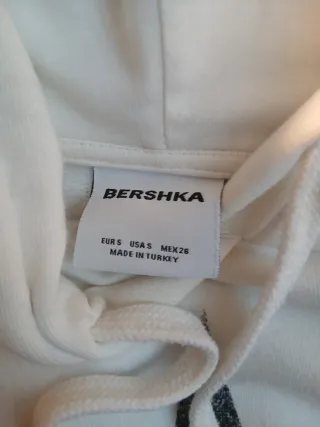 BERSHKA
EUR S USA S MEX 26
MADE IN TURKEY